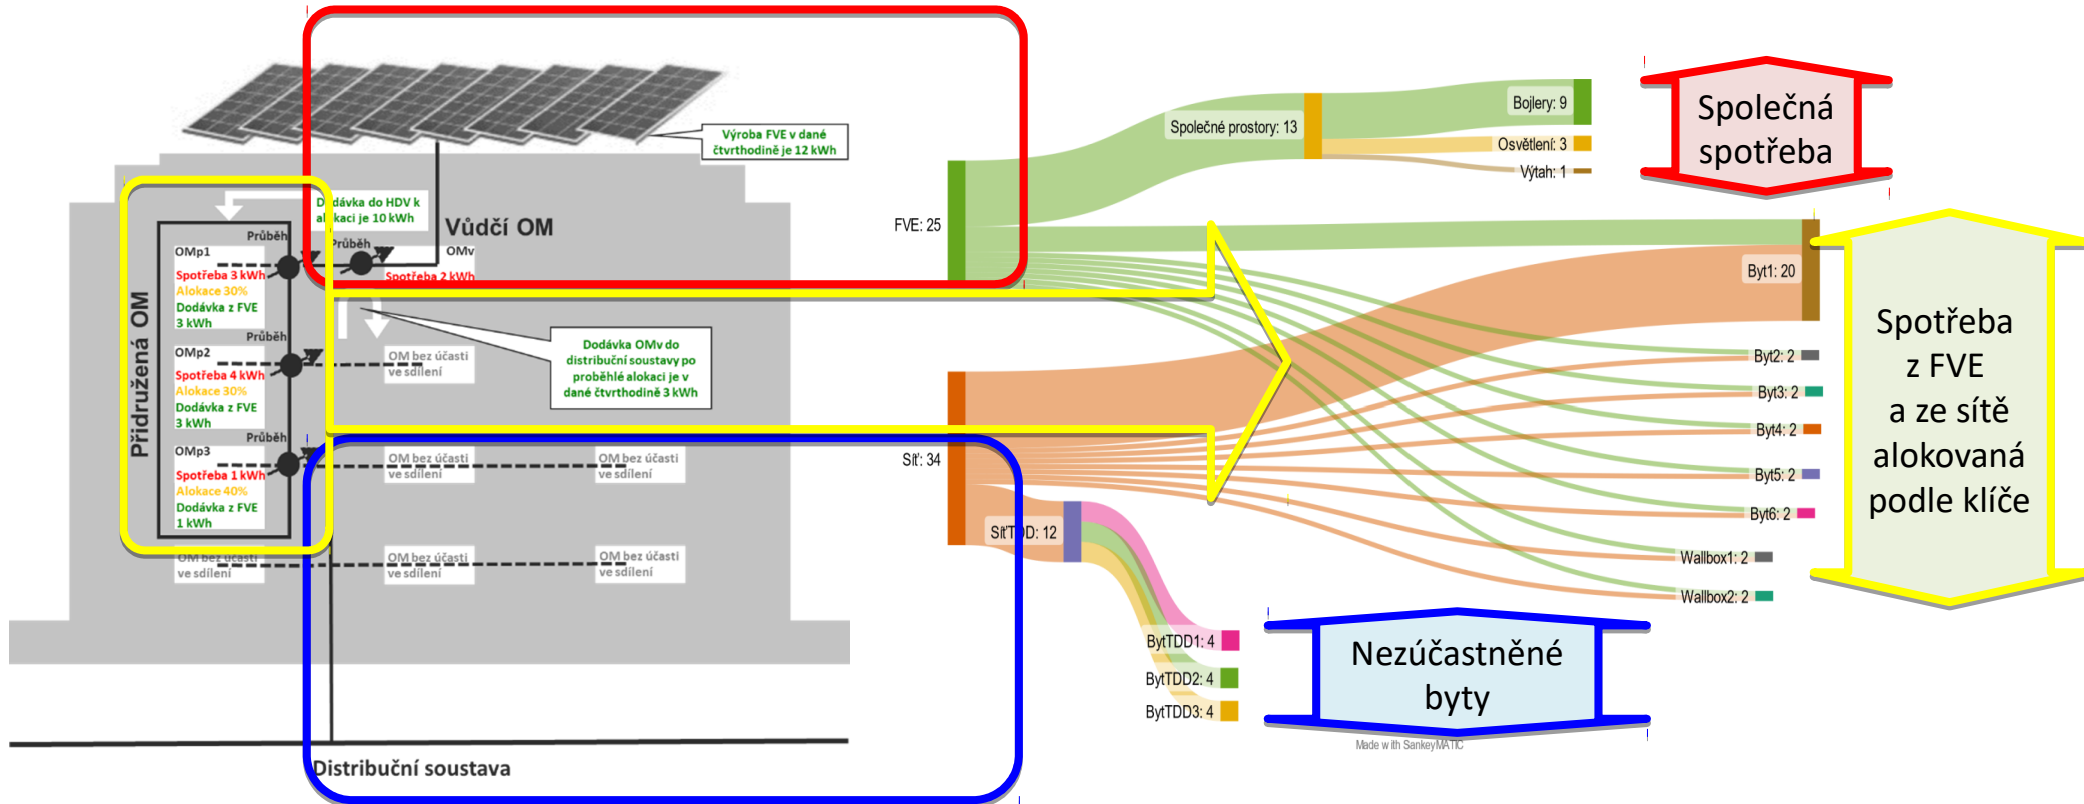 Výroba FVE v dané
čtvrthodině je 12 kWh
Dodávka do HDV k
alokaci je 10 kWh
Vůdčí OM
Přidružená OM
Průběh
OMp1
Spotřeba 3 kWh
Alokace 30%
Dodávka z FVE
3 kWh
Průběh
OMv
Spotřeba 2 kWh
Průběh
OMp2
Spotřeba 4 kWh
Alokace 30%
Dodávka z FVE
3 kWh
OM bez účasti
ve sdílení
Dodávka OMv do
distribuční soustavy po
proběhlé alokaci je v
dané čtvrthodině 3 kWh
Průběh
OMp3
Spotřeba 1 kWh
Alokace 40%
Dodávka z FVE
1 kWh
OM bez účasti
ve sdílení
OM bez účasti
ve sdílení
OM bez účasti
ve sdílení
OM bez účasti
ve sdílení
OM bez účasti
ve sdílení
Distribuční soustava
FVE: 25
Síť: 34
Společné prostory: 13
SíťTDD: 12
Bojlery: 9
Osvětlení: 3
Výtah: 1
Byt1: 20
Byt2: 2
Byt3: 2
Byt4: 2
Byt5: 2
Byt6: 2
Wallbox1: 2
Wallbox2: 2
BytTDD1: 4
BytTDD2: 4
BytTDD3: 4
Made with SankeyMATIC
Společná
spotřeba
Spotřeba
z FVE
a ze sítě
alokovaná
podle klíče
Nezúčastněné
byty